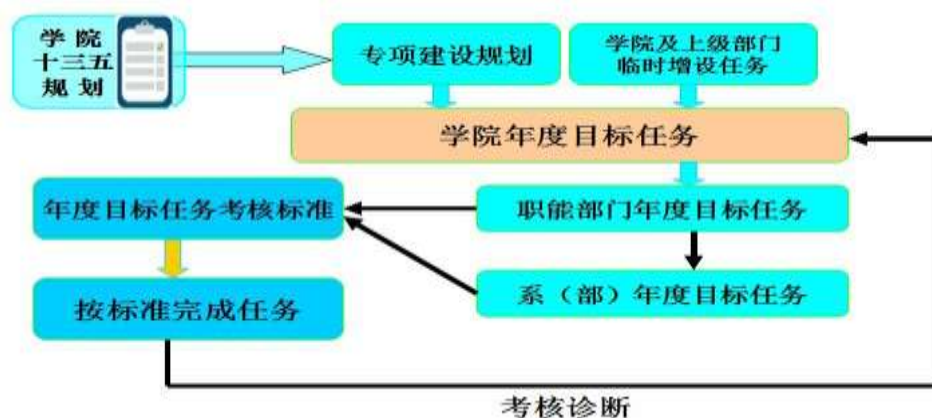 学院
十三五
规划
专项建设规划
学院及上级部门
临时增设任务
学院年度目标任务
年度目标任务考核标准
职能部门年度目标任务
按标准完成任务
系（部）年度目标任务
考核诊断